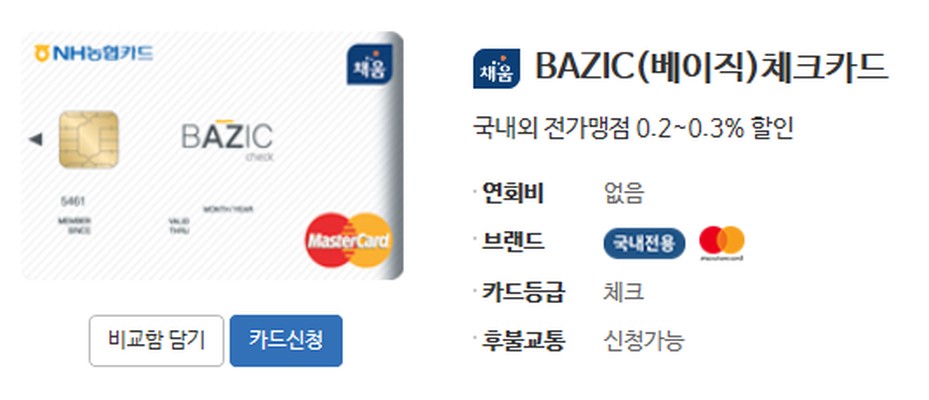 NH농협카드
채움
BAZIC
check
5461
MONTH/YEAR
MEMBER
SINCE
VALID
THRU
MasterCard
비교함 담기
카드신청
채움
BAZIC(베이직)체크카드
국내외 전가맹점 0.2~0.3% 할인
연회비 없음
브랜드 국내전용 mastercard
카드등급 체크
후불교통 신청가능